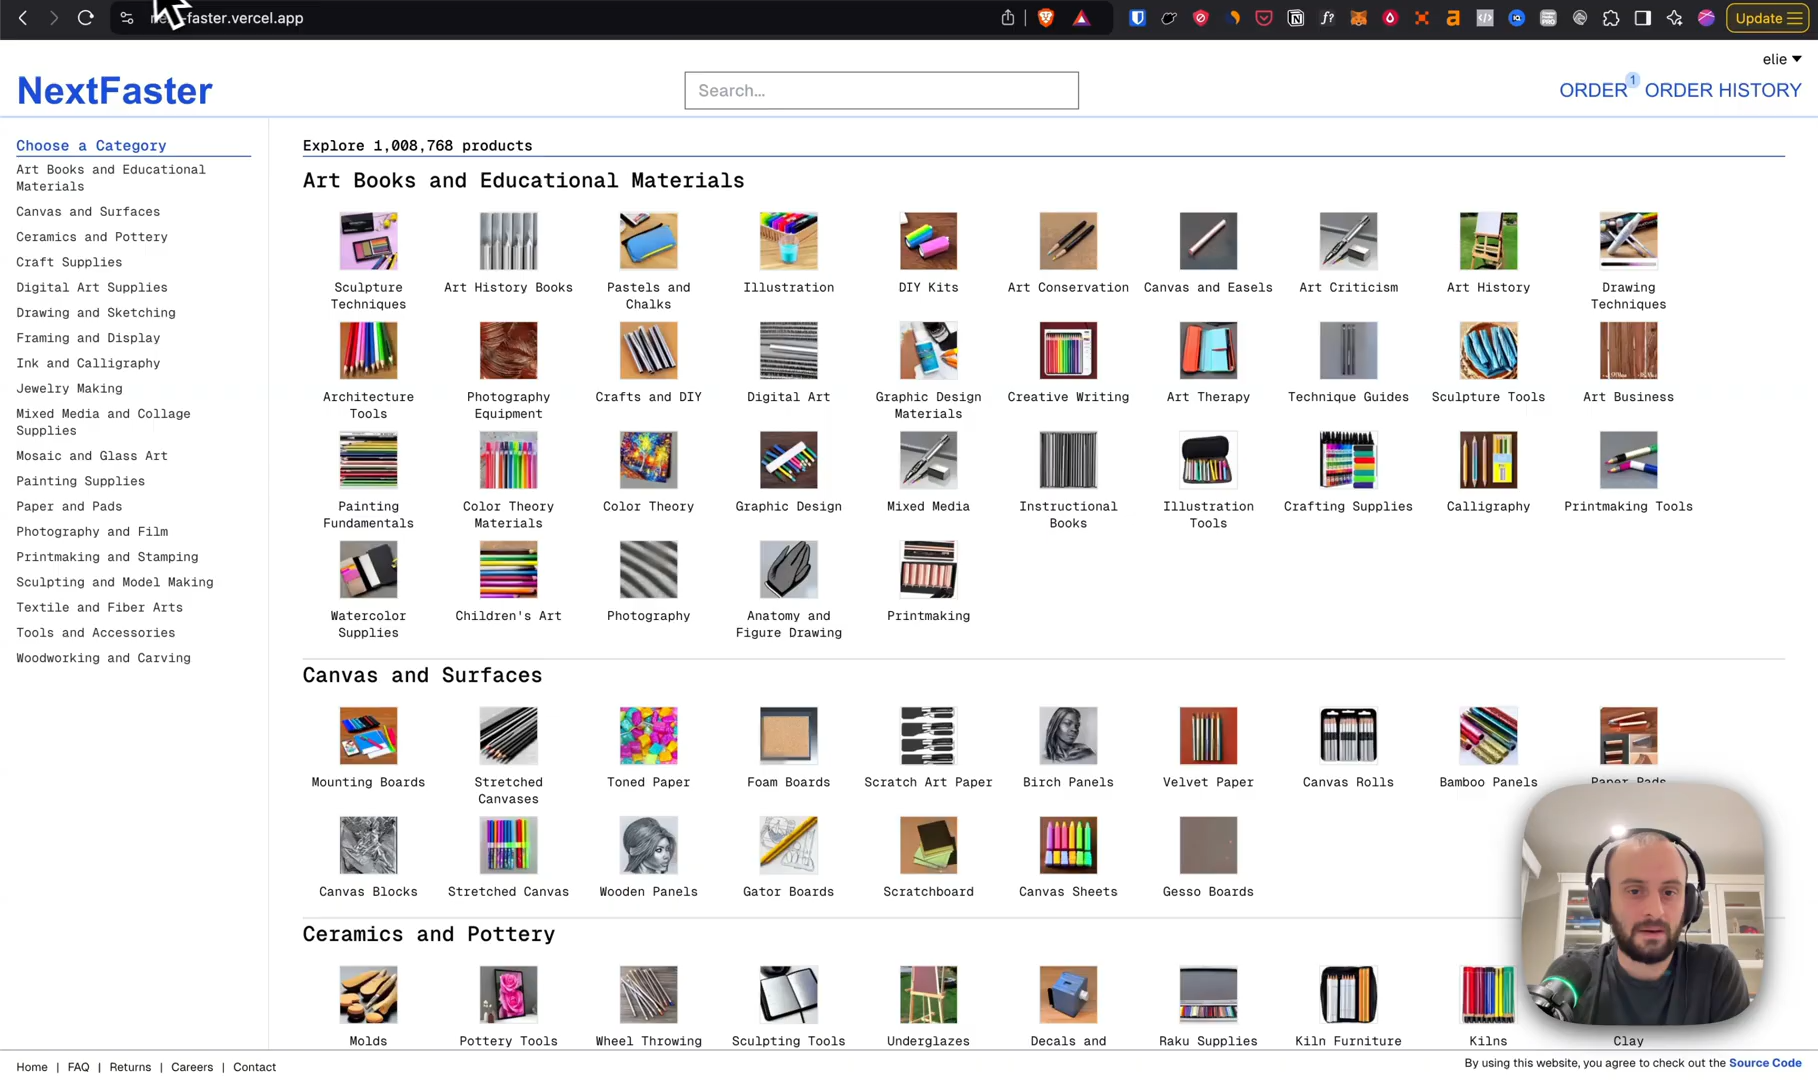 -faster.vercel.app
Update
elie
NextFaster
Search...
ORDER 1 ORDER HISTORY
Choose a Category
Art Books and Educational
Materials
Canvas and Surfaces
Ceramics and Pottery
Craft Supplies
Digital Art Supplies
Drawing and Sketching
Framing and Display
Ink and Calligraphy
Jewelry Making
Mixed Media and Collage
Supplies
Mosaic and Glass Art
Painting Supplies
Paper and Pads
Photography and Film
Printmaking and Stamping
Sculpting and Model Making
Textile and Fiber Arts
Tools and Accessories
Woodworking and Carving
Explore 1,008,768 products
Art Books and Educational Materials
Sculpture
Techniques
Art History Books
Pastels and
Chalks
Illustration
DIY Kits
Art Conservation
Canvas and Easels
Art Criticism
Art History
Drawing
Techniques
Architecture
Tools
Photography
Equipment
Crafts and DIY
Digital Art
Graphic Design
Materials
Creative Writing
Art Therapy
Technique Guides
Sculpture Tools
Art Business
Painting
Fundamentals
Color Theory
Materials
Color Theory
Graphic Design
Mixed Media
Instructional
Books
Illustration
Tools
Crafting Supplies
Calligraphy
Printmaking Tools
Watercolor
Supplies
Children's Art
Photography
Anatomy and
Figure Drawing
Printmaking
Canvas and Surfaces
Mounting Boards
Stretched
Canvases
Toned Paper
Foam Boards
Scratch Art Paper
Birch Panels
Velvet Paper
Canvas Rolls
Bamboo Panels
Paper Pads
Canvas Blocks
Stretched Canvas
Wooden Panels
Gator Boards
Scratchboard
Canvas Sheets
Gesso Boards
Ceramics and Pottery
Molds
Pottery Tools
Wheel Throwing
Sculpting Tools
Underglazes
Decals and
Raku Supplies
Kiln Furniture
Kilns
Clay
Home | FAQ | Returns | Careers | Contact
By using this website, you agree to check out the Source Code